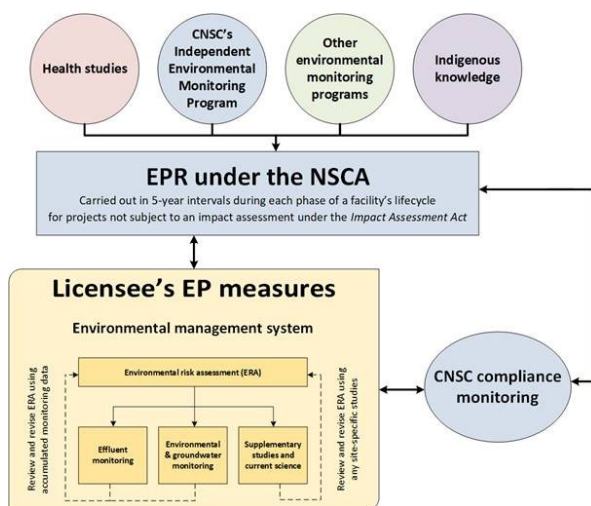 Health studies
CNSC's
Independent
Environmental
Monitoring
Program
Other
environmental
monitoring
programs
Indigenous
knowledge
EPR under the NSCA
Carried out in 5-year intervals during each phase of a facility's lifecycle
for projects not subject to an impact assessment under the Impact Assessment Act
Licensee's EP measures
Environmental management system
Review and revise ERA using
accumulated monitoring data
Environmental risk assessment (ERA)
Effluent
monitoring
Environmental
& groundwater
monitoring
Supplementary
studies and
current science
Review and revise ERA using
any site-specific studies
CNSC compliance
monitoring